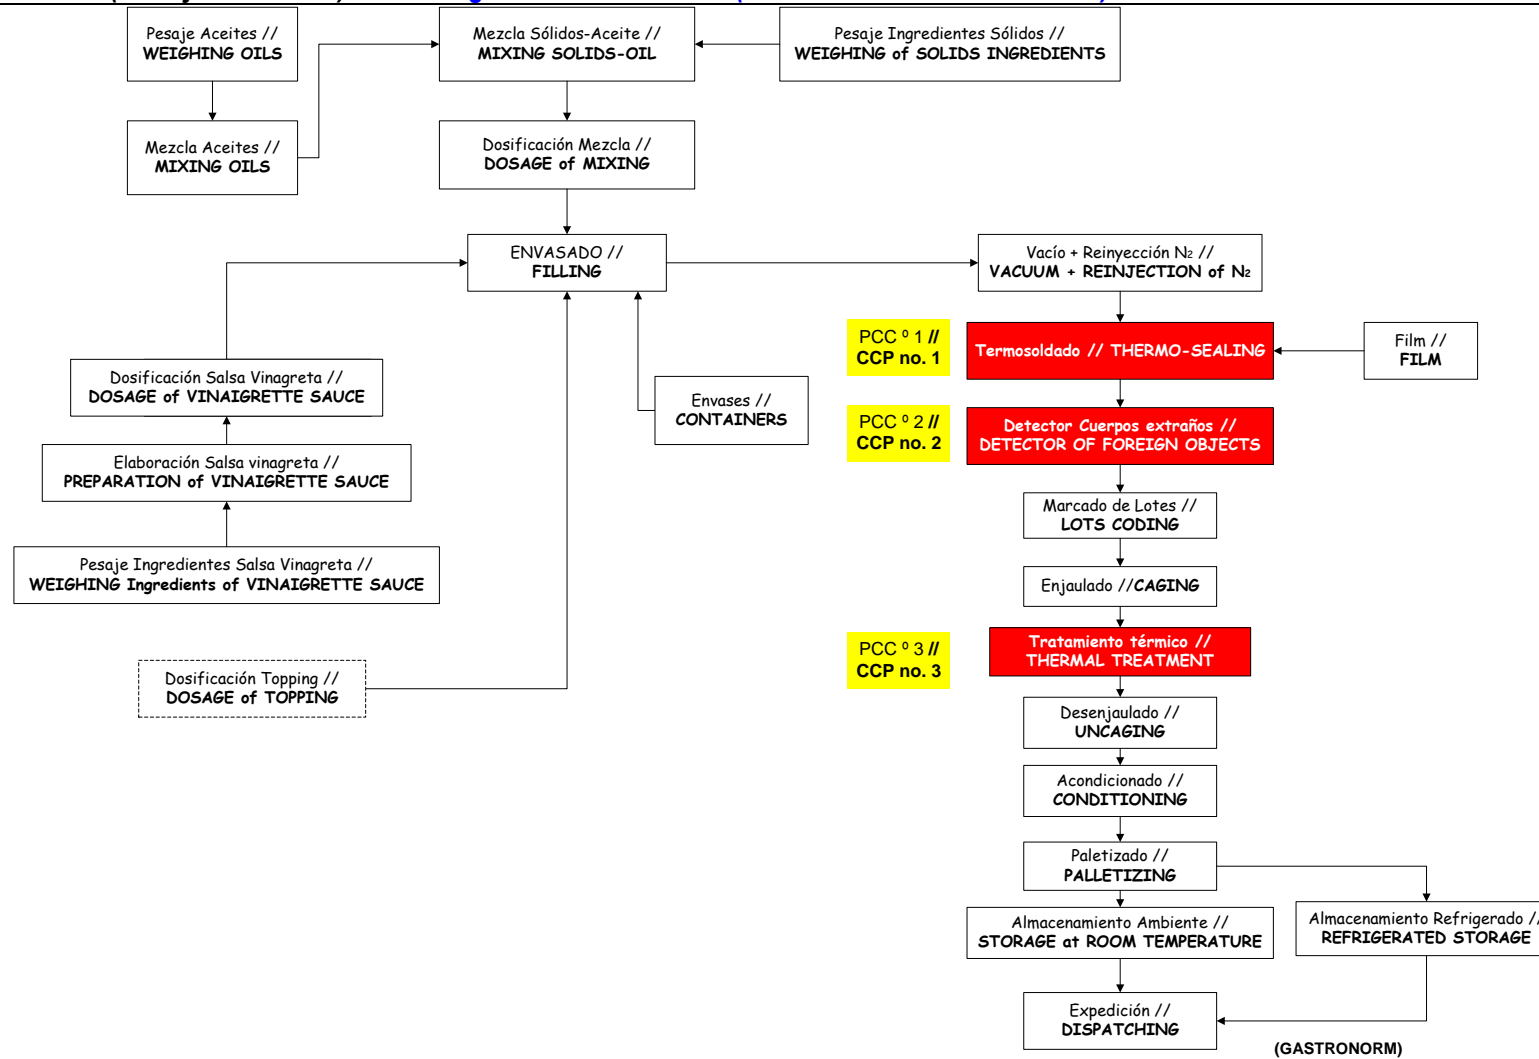 Pesaje Aceites //
WEIGHING OILS
Mezcla Sólidos-Aceite //
MIXING SOLIDS-OIL
Pesaje Ingredientes Sólidos //
WEIGHING of SOLIDS INGREDIENTS
Mezcla Aceites //
MIXING OILS
Dosificación Mezcla //
DOSAGE of MIXING
ENVASADO //
FILLING
Vacío + Reinyección N2 //
VACUUM + REINJECTION of N2
PCC º 1 //
CCP no. 1
Termosoldado // THERMO-SEALING
Film //
FILM
Dosificación Salsa Vinagreta //
DOSAGE of VINAIGRETTE SAUCE
Envases //
CONTAINERS
PCC º 2 //
CCP no. 2
Detector Cuerpos extraños //
DETECTOR OF FOREIGN OBJECTS
Elaboración Salsa vinagreta //
PREPARATION of VINAIGRETTE SAUCE
Marcado de Lotes //
LOTS CODING
Pesaje Ingredientes Salsa Vinagreta //
WEIGHING Ingredients of VINAIGRETTE SAUCE
Enjaulado //CAGING
PCC º 3 //
CCP no. 3
Tratamiento térmico //
THERMAL TREATMENT
Dosificación Topping //
DOSAGE of TOPPING
Desenjaulado //
UNCAGING
Acondicionado //
CONDITIONING
Paletizado //
PALLETIZING
Almacenamiento Ambiente //
STORAGE at ROOM TEMPERATURE
Almacenamiento Refrigerado //
REFRIGERATED STORAGE
Expedición //
DISPATCHING
(GASTRONORM)